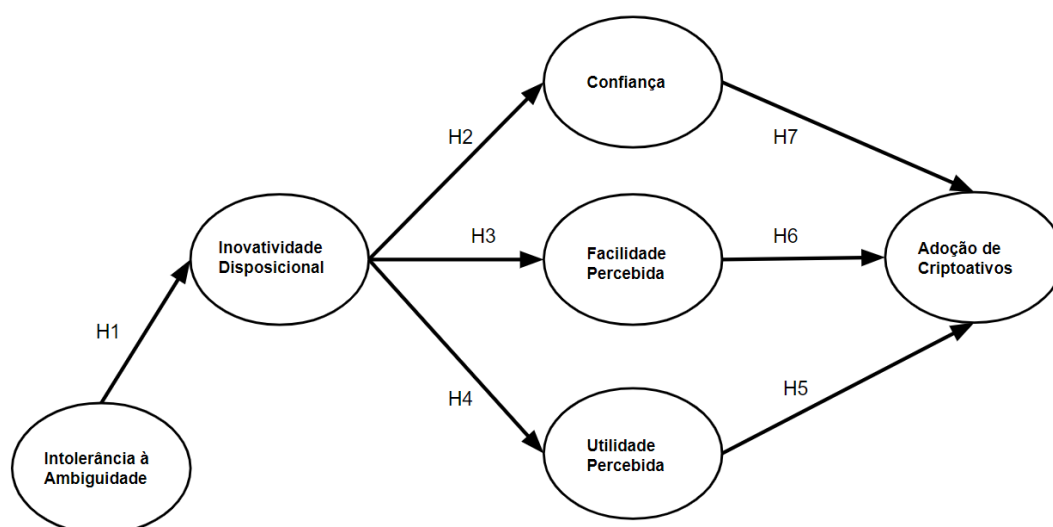 Confiança
H2
H7
Inovatividade
Disposicional
H3
Facilidade
Percebida
H6
Adoção de
Criptoativos
H1
H4
H5
Intolerância à
Ambiguidade
Utilidade
Percebida